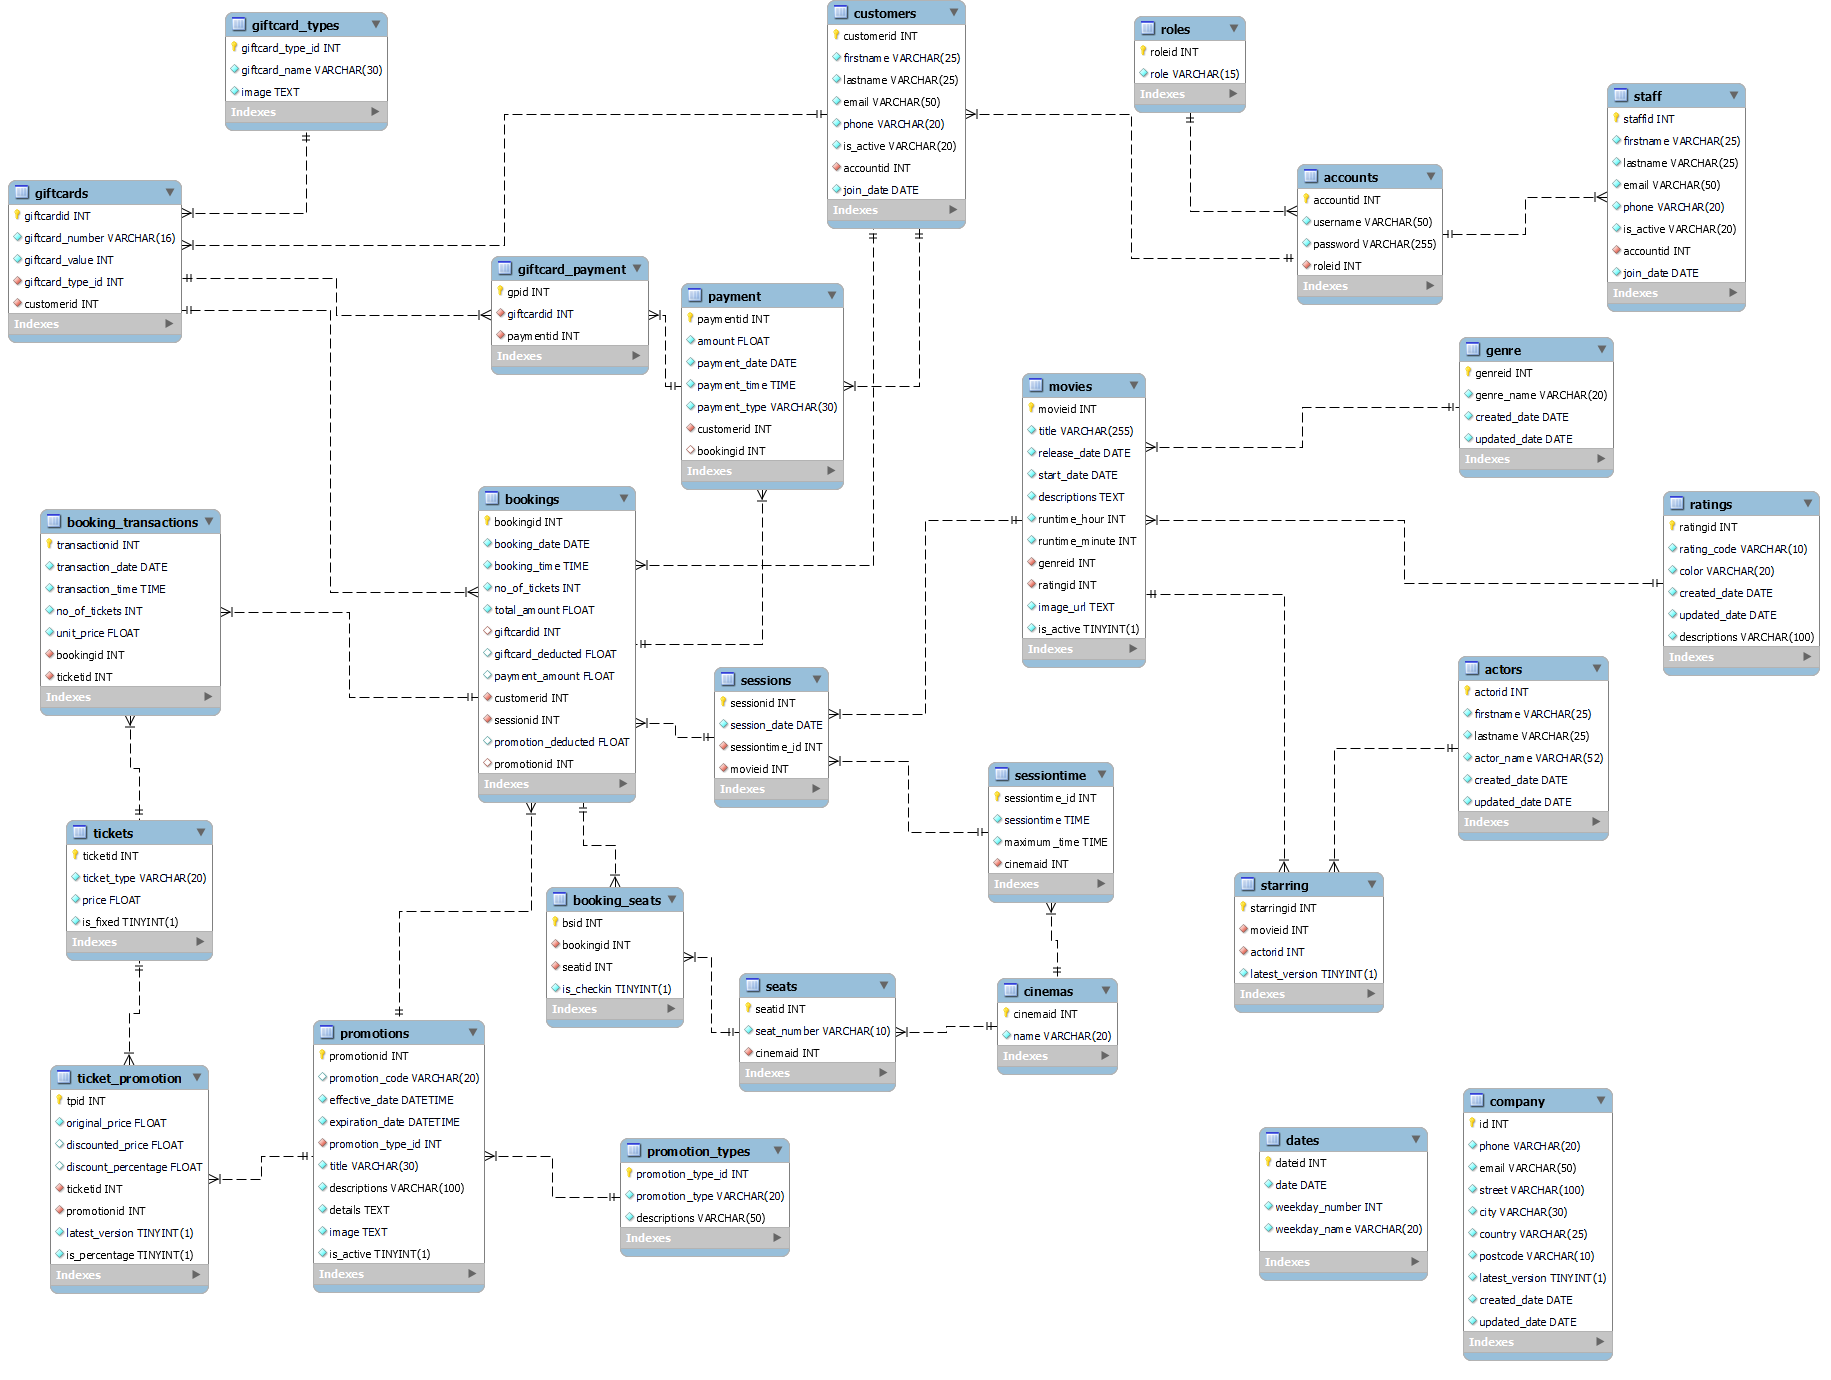 giftcard_types
giftcard_type_id INT
giftcard_name VARCHAR(30)
image TEXT
Indexes
customers
customerid INT
firstname VARCHAR(25)
lastname VARCHAR(25)
email VARCHAR(50)
phone VARCHAR(20)
is_active VARCHAR(20)
accountid INT
join_date DATE
Indexes
roles
roleid INT
role VARCHAR(15)
Indexes
staff
staffid INT
firstname VARCHAR(25)
lastname VARCHAR(25)
email VARCHAR(50)
phone VARCHAR(20)
is_active VARCHAR(20)
accountid INT
join_date DATE
Indexes
accounts
accountid INT
username VARCHAR(50)
password VARCHAR(255)
roleid INT
Indexes
giftcards
giftcardid INT
giftcard_number VARCHAR(16)
giftcard_value INT
giftcard_type_id INT
customerid INT
Indexes
giftcard_payment
gpid INT
giftcardid INT
paymentid INT
Indexes
payment
paymentid INT
amount FLOAT
payment_date DATE
payment_time TIME
payment_type VARCHAR(30)
customerid INT
bookingid INT
Indexes
genre
genreid INT
genre_name VARCHAR(20)
created_date DATE
updated_date DATE
Indexes
movies
movieid INT
title VARCHAR(255)
release_date DATE
start_date DATE
descriptions TEXT
runtime_hour INT
runtime_minute INT
genreid INT
ratingid INT
image_url TEXT
is_active TINYINT(1)
Indexes
ratings
ratingid INT
rating_code VARCHAR(10)
color VARCHAR(20)
created_date DATE
updated_date DATE
descriptions VARCHAR(100)
Indexes
bookings
bookingid INT
booking_date DATE
booking_time TIME
no_of_tickets INT
total_amount FLOAT
giftcardid INT
giftcard_deducted FLOAT
payment_amount FLOAT
customerid INT
sessionid INT
promotion_deducted FLOAT
promotionid INT
Indexes
booking_transactions
transactionid INT
transaction_date DATE
transaction_time TIME
no_of_tickets INT
unit_price FLOAT
bookingid INT
ticketid INT
Indexes
actors
actorid INT
firstname VARCHAR(25)
lastname VARCHAR(25)
actor_name VARCHAR(52)
created_date DATE
updated_date DATE
Indexes
sessions
sessionid INT
session_date DATE
sessiontime_id INT
movieid INT
Indexes
sessiontime
sessiontime_id INT
sessiontime TIME
maximum_time TIME
cinemaid INT
Indexes
tickets
ticketid INT
ticket_type VARCHAR(20)
price FLOAT
is_fixed TINYINT(1)
Indexes
booking_seats
bsid INT
bookingid INT
seatid INT
is_checkin TINYINT(1)
Indexes
starring
starringid INT
movieid INT
actorid INT
latest_version TINYINT(1)
Indexes
seats
seatid INT
seat_number VARCHAR(10)
cinemaid INT
Indexes
cinemas
cinemaid INT
name VARCHAR(20)
Indexes
promotions
promotionid INT
promotion_code VARCHAR(20)
effective_date DATETIME
expiration_date DATETIME
promotion_type_id INT
title VARCHAR(30)
descriptions VARCHAR(100)
details TEXT
image TEXT
is_active TINYINT(1)
Indexes
ticket_promotion
tpid INT
original_price FLOAT
discounted_price FLOAT
discount_percentage FLOAT
ticketid INT
promotionid INT
latest_version TINYINT(1)
is_percentage TINYINT(1)
Indexes
promotion_types
promotion_type_id INT
promotion_type VARCHAR(20)
descriptions VARCHAR(50)
Indexes
dates
dateid INT
date DATE
weekday_number INT
weekday_name VARCHAR(20)
Indexes
company
id INT
phone VARCHAR(20)
email VARCHAR(50)
street VARCHAR(100)
city VARCHAR(30)
country VARCHAR(25)
postcode VARCHAR(10)
latest_version TINYINT(1)
created_date DATE
updated_date DATE
Indexes